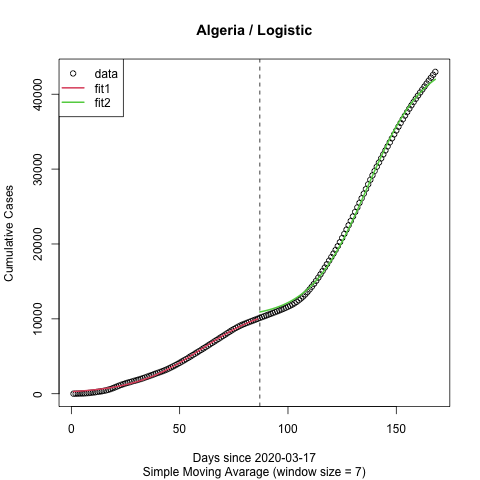 Algeria / Logistic
data
fit1
fit2
Cumulative Cases
40000
30000
20000
10000
0
0 50 100 150
Days since 2020-03-17
Simple Moving Avarage (window size = 7)